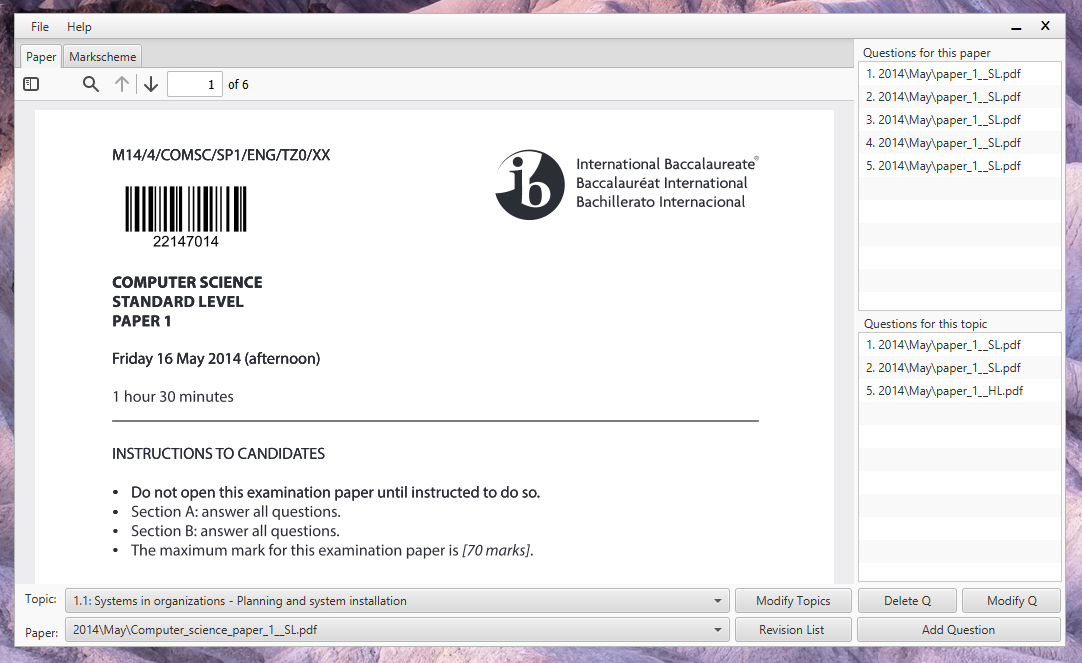 File Help
Paper Markscheme
1 of 6
M14/4/COMSC/SP1/ENG/TZ0/XX
22147014
ib
International Baccalaureate®
Baccalauréat International
Bachillerato Internacional
COMPUTER SCIENCE
STANDARD LEVEL
PAPER 1
Friday 16 May 2014 (afternoon)
1 hour 30 minutes
INSTRUCTIONS TO CANDIDATES
• Do not open this examination paper until instructed to do so.
• Section A: answer all questions.
• Section B: answer all questions.
• The maximum mark for this examination paper is [70 marks].
Questions for this paper
1. 2014\May\paper_1__SL.pdf
2. 2014\May\paper_1__SL.pdf
3. 2014\May\paper_1__SL.pdf
4. 2014\May\paper_1__SL.pdf
5. 2014\May\paper_1__SL.pdf
Questions for this topic
1. 2014\May\paper_1__SL.pdf
2. 2014\May\paper_1__SL.pdf
5. 2014\May\paper_1__HL.pdf
Topic: 1.1: Systems in organizations - Planning and system installation Modify Topics Delete Q Modify Q
Paper: 2014\May\Computer_science_paper_1__SL.pdf Revision List Add Question